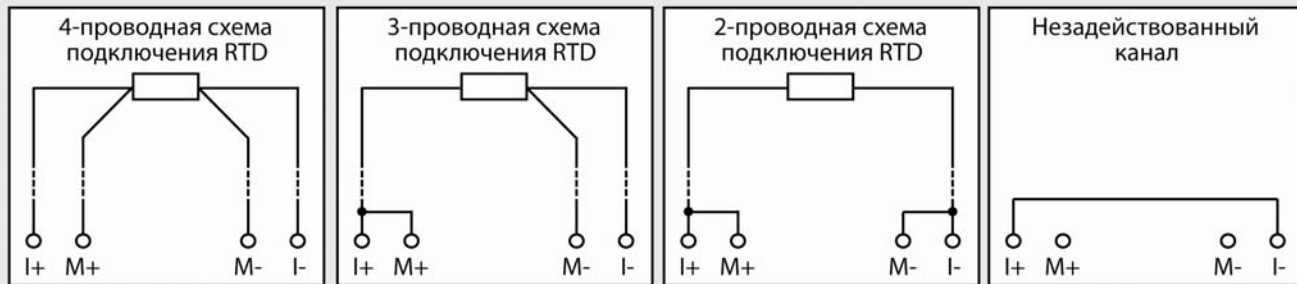 4-проводная схема
подключения RTD
I+ M+ M- I-
3-проводная схема
подключения RTD
I+ M+ M- I-
2-проводная схема
подключения RTD
I+ M+ M- I-
Незадействованный
канал
I+ M+ M- I-